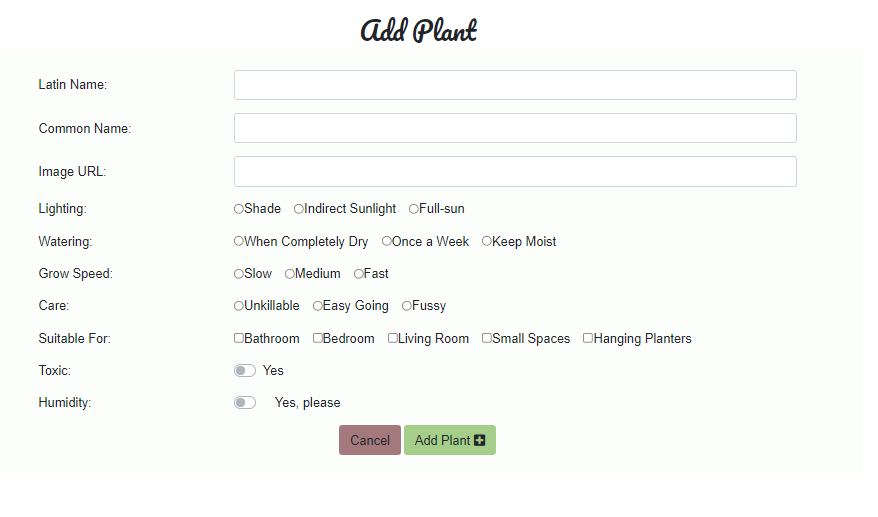 Add Plant
Latin Name:
Common Name:
Image URL:
Lighting: Shade Indirect Sunlight Full-sun
Watering: When Completely Dry Once a Week Keep Moist
Grow Speed: Slow Medium Fast
Care: Unkillable Easy Going Fussy
Suitable For: Bathroom Bedroom Living Room Small Spaces Hanging Planters
Toxic: Yes
Humidity: Yes, please
Cancel Add Plant